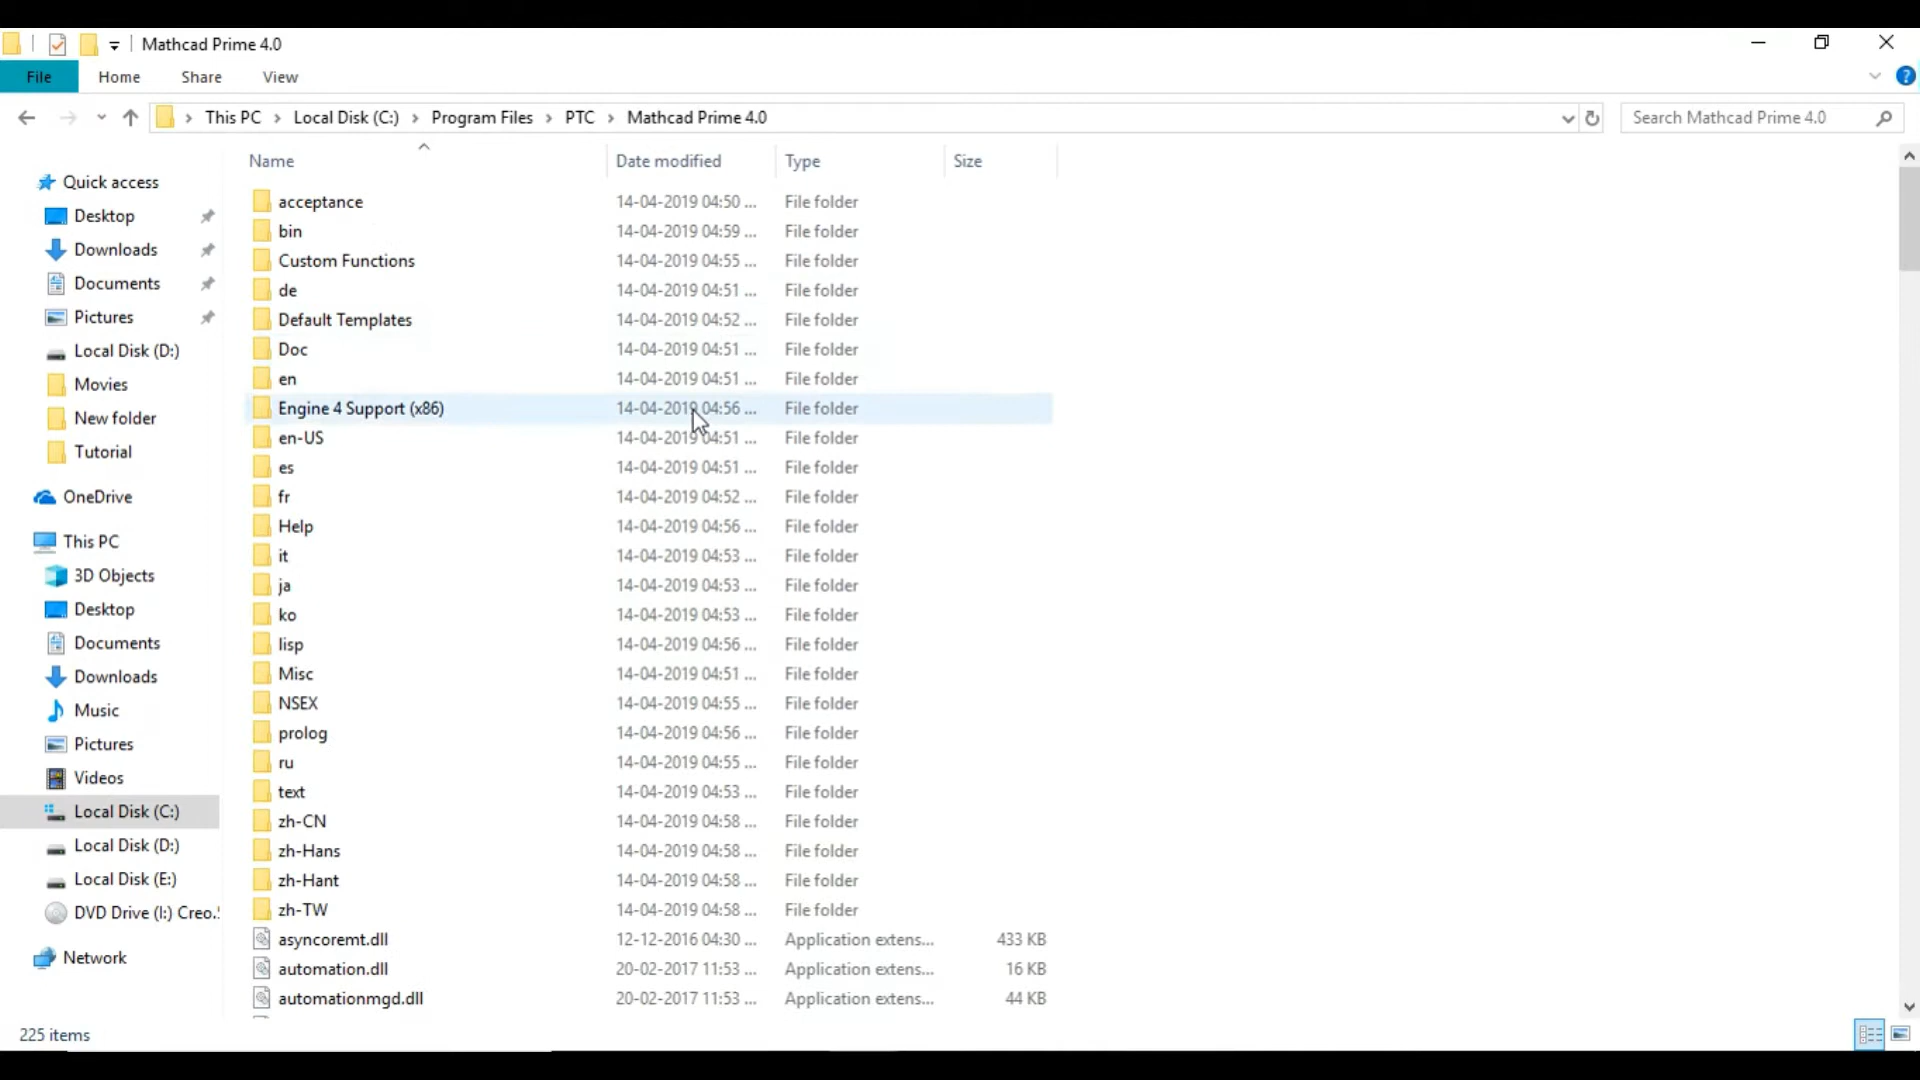 Mathcad Prime 4.0
File Home Share View
This PC Local Disk (C:) Program Files PTC Mathcad Prime 4.0
Search Mathcad Prime 4.0
Name Date modified Type Size
Quick access
Desktop
Downloads
Documents
Pictures
Local Disk (D:)
Movies
New folder
Tutorial
OneDrive
This PC
3D Objects
Desktop
Documents
Downloads
Music
Pictures
Videos
Local Disk (C:)
Local Disk (D:)
Local Disk (E:)
DVD Drive (I:) Creo.
Network
acceptance 14-04-2019 04:50 ... File folder
bin 14-04-2019 04:59 ... File folder
Custom Functions 14-04-2019 04:55 ... File folder
de 14-04-2019 04:51 ... File folder
Default Templates 14-04-2019 04:52 ... File folder
Doc 14-04-2019 04:51 ... File folder
en 14-04-2019 04:51 ... File folder
Engine 4 Support (x86) 14-04-2019 04:56 ... File folder
en-US 14-04-2019 04:51 ... File folder
es 14-04-2019 04:51 ... File folder
fr 14-04-2019 04:52 ... File folder
Help 14-04-2019 04:56 ... File folder
it 14-04-2019 04:53 ... File folder
ja 14-04-2019 04:53 ... File folder
ko 14-04-2019 04:53 ... File folder
lisp 14-04-2019 04:56 ... File folder
Misc 14-04-2019 04:51 ... File folder
NSEX 14-04-2019 04:55 ... File folder
prolog 14-04-2019 04:56 ... File folder
ru 14-04-2019 04:55 ... File folder
text 14-04-2019 04:53 ... File folder
zh-CN 14-04-2019 04:58 ... File folder
zh-Hans 14-04-2019 04:58 ... File folder
zh-Hant 14-04-2019 04:58 ... File folder
zh-TW 14-04-2019 04:58 ... File folder
asyncoremt.dll 12-12-2016 04:30 ... Application extens... 433 KB
automation.dll 20-02-2017 11:53 ... Application extens... 16 KB
automationmgd.dll 20-02-2017 11:53 ... Application extens... 44 KB
225 items